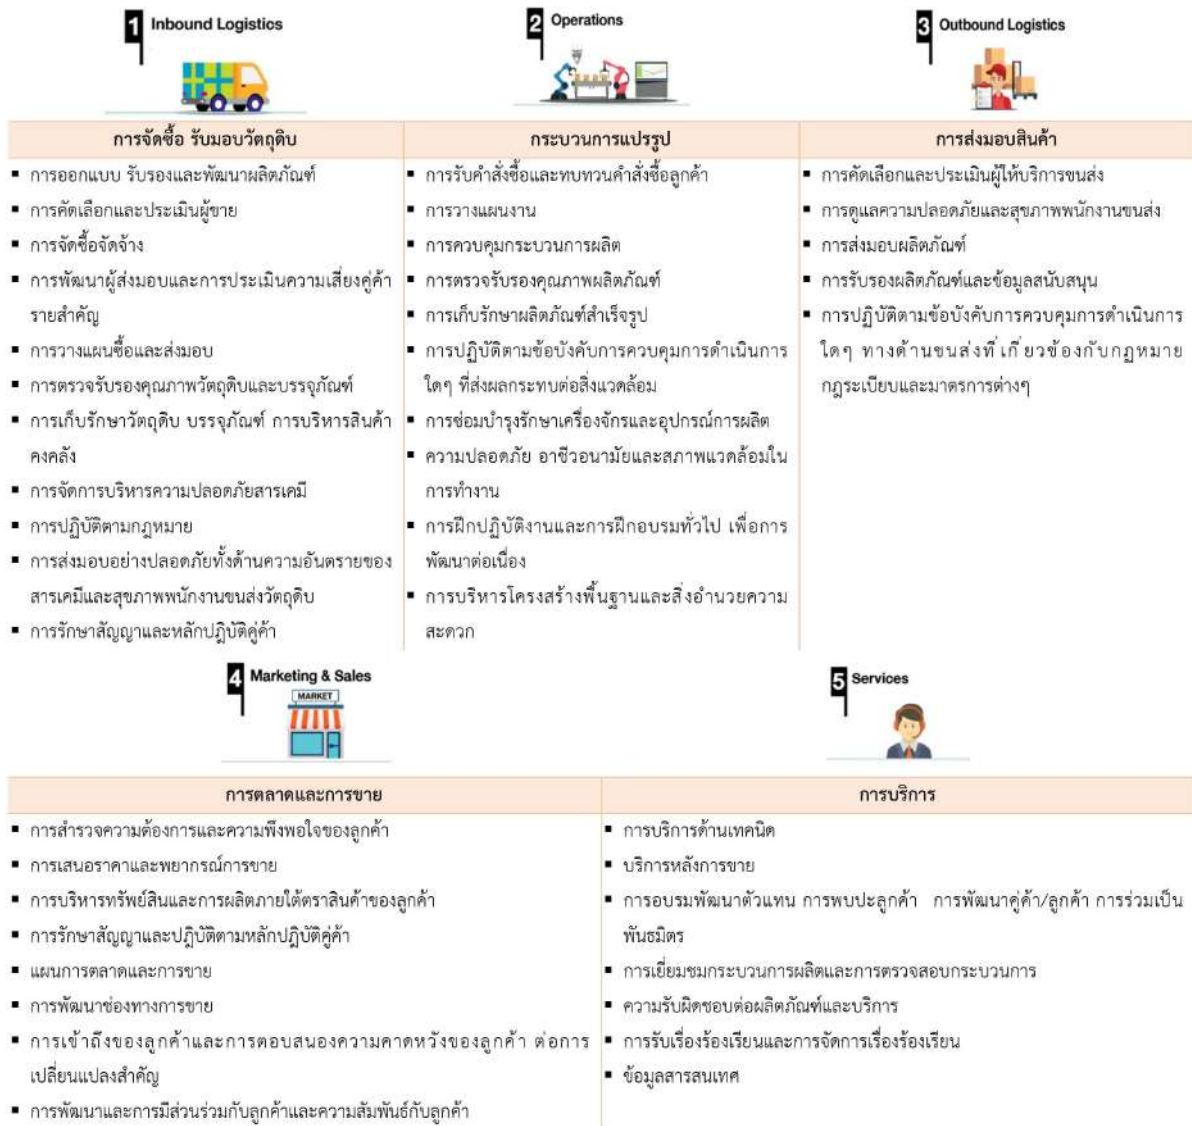 1 Inbound Logistics
2 Operations
3 Outbound Logistics
การจัดซื้อ รับมอบวัตถุดิบ
▪ การออกแบบ รับรองและพัฒนาผลิตภัณฑ์
▪ การคัดเลือกและประเมินผู้ขาย
▪ การจัดซื้อจัดจ้าง
▪ การพัฒนาผู้ส่งมอบและการประเมินความเสี่ยงคู่ค้า
รายสำคัญ
▪ การวางแผนซื้อและส่งมอบ
▪ การตรวจรับรองคุณภาพวัตถุดิบและบรรจุภัณฑ์
▪ การเก็บรักษาวัตถุดิบ บรรจุภัณฑ์ การบริหารสินค้า
คงคลัง
▪ การจัดการบริหารความปลอดภัยสารเคมี
▪ การปฏิบัติตามกฎหมาย
▪ การส่งมอบอย่างปลอดภัยทั้งด้านความอันตรายของ
สารเคมีและสุขภาพพนักงานขนส่งวัตถุดิบ
▪ การรักษาสัญญาและหลักปฏิบัติคู่ค้า
กระบวนการแปรรูป
▪ การรับคำสั่งซื้อและทบทวนคำสั่งซื้อลูกค้า
▪ การวางแผนงาน
▪ การควบคุมกระบวนการผลิต
▪ การตรวจรับรองคุณภาพผลิตภัณฑ์
▪ การเก็บรักษาผลิตภัณฑ์สำเร็จรูป
▪ การปฏิบัติตามข้อบังคับการควบคุมการดำเนินการ
ใดๆ ที่ส่งผลกระทบต่อสิ่งแวดล้อม
▪ การซ่อมบำรุงรักษาเครื่องจักรและอุปกรณ์การผลิต
▪ ความปลอดภัย อาชีวอนามัยและสภาพแวดล้อมใน
การทำงาน
▪ การฝึกปฏิบัติงานและการฝึกอบรมทั่วไป เพื่อการ
พัฒนาต่อเนื่อง
▪ การบริหารโครงสร้างพื้นฐานและสิ่งอำนวยความ
สะดวก
การส่งมอบสินค้า
▪ การคัดเลือกและประเมินผู้ให้บริการขนส่ง
▪ การดูแลความปลอดภัยและสุขภาพพนักงานขนส่ง
▪ การส่งมอบผลิตภัณฑ์
▪ การรับรองผลิตภัณฑ์และข้อมูลสนับสนุน
▪ การปฏิบัติตามข้อบังคับการควบคุมการดำเนินการ
ใดๆ ทางด้านขนส่งที่เกี่ยวข้องกับกฎหมาย
กฎระเบียบและมาตรการต่างๆ
4 Marketing & Sales
MARKET
5 Services
การตลาดและการขาย
▪ การสำรวจความต้องการและความพึงพอใจของลูกค้า
▪ การเสนอราคาและพยากรณ์การขาย
▪ การบริหารทรัพย์สินและการผลิตภายใต้ตราสินค้าของลูกค้า
▪ การรักษาสัญญาและปฏิบัติตามหลักปฏิบัติคู่ค้า
▪ แผนการตลาดและการขาย
▪ การพัฒนาช่องทางการขาย
▪ การเข้าถึงของลูกค้าและการตอบสนองความคาดหวังของลูกค้า ต่อการ
เปลี่ยนแปลงสำคัญ
▪ การพัฒนาและการมีส่วนร่วมกับลูกค้าและความสัมพันธ์กับลูกค้า
การบริการ
▪ การบริการด้านเทคนิค
▪ บริการหลังการขาย
▪ การอบรมพัฒนาตัวแทน การพบปะลูกค้า การพัฒนาคู่ค้า/ลูกค้า การร่วมเป็น
พันธมิตร
▪ การเยี่ยมชมกระบวนการผลิตและการตรวจสอบกระบวนการ
▪ ความรับผิดชอบต่อผลิตภัณฑ์และบริการ
▪ การรับเรื่องร้องเรียนและการจัดการเรื่องร้องเรียน
▪ ข้อมูลสารสนเทศ